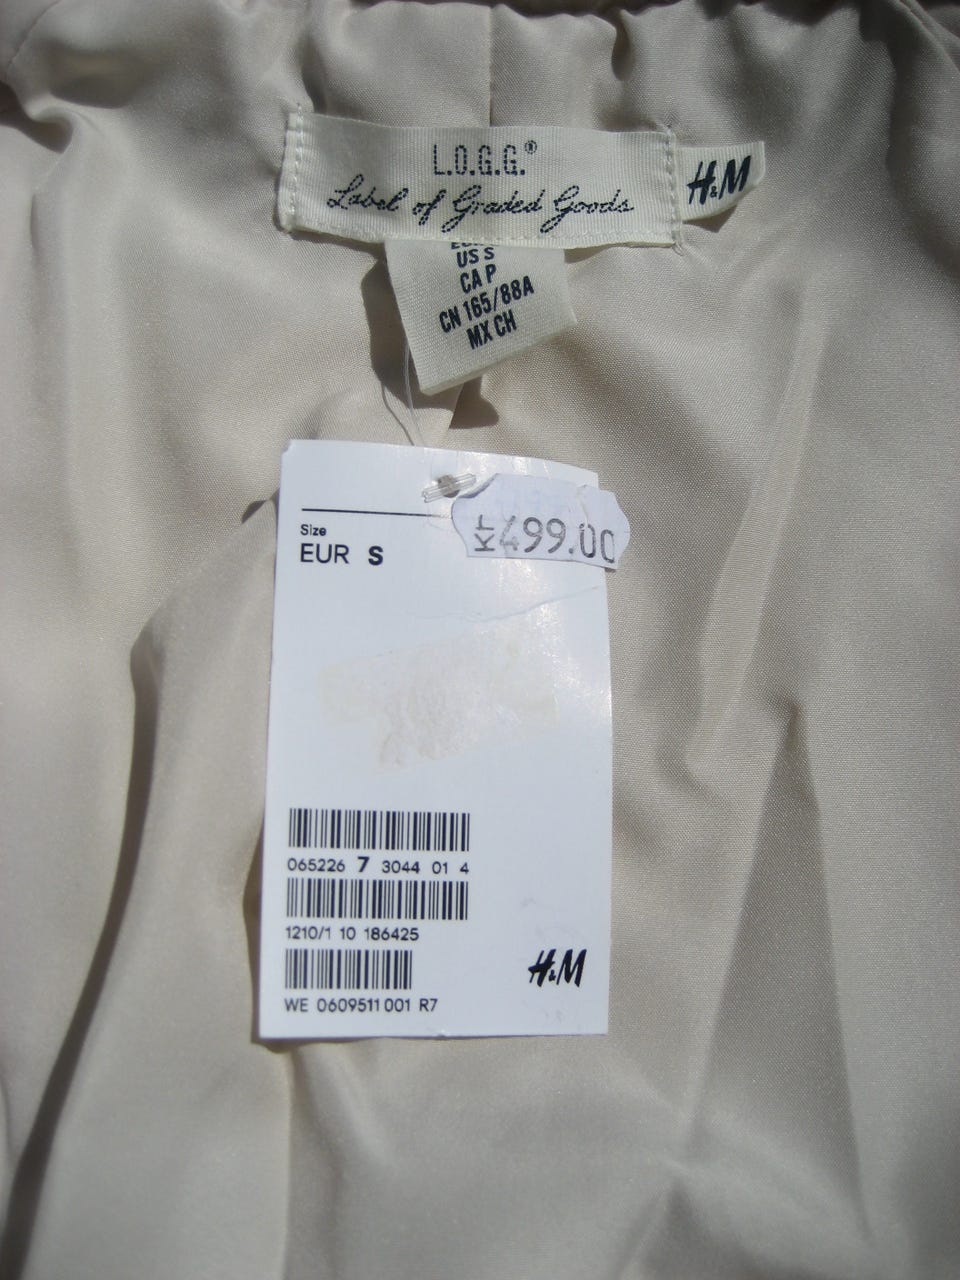 L.O.G.G.®
Label of Graded Goods
H&M
US S
CA P
CN 165/88A
MX CH
Kr
499.00
Size
EUR S
065226 7 3044 01 4
1210/1 10 186425
H&M
WE 0609511 001 R7